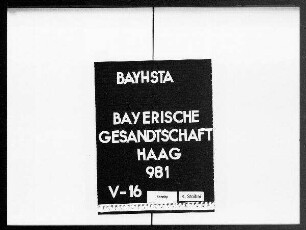 BAYHSTA
BAYERISCHE
GESANDTSCHAFT
HAAG
981
V-16